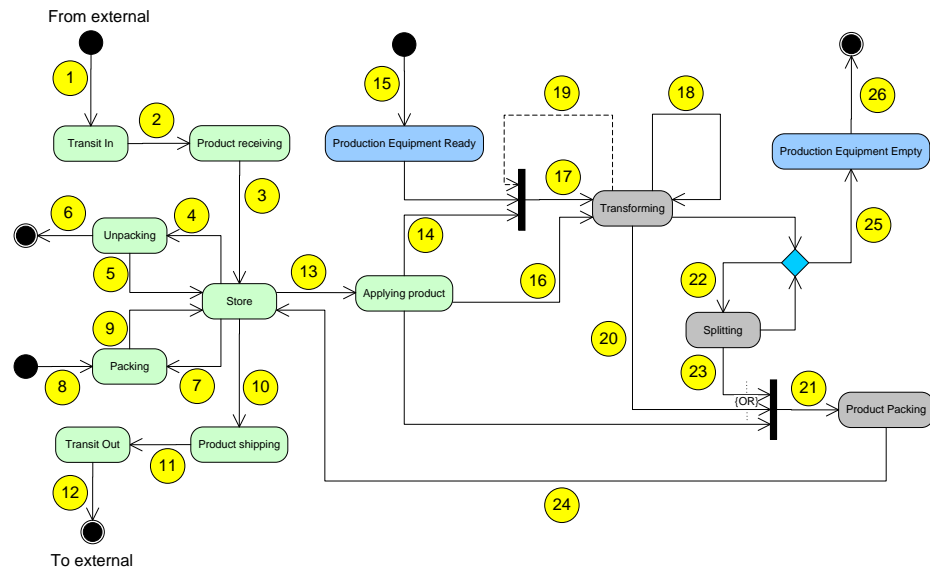 From external
1
2
Transit In
Product receiving
3
6
4
Unpacking
5
Store
13
9
Packing
8
7
10
Transit Out
11
Product shipping
12
To external
15
Production Equipment Ready
19
18
17
Transforming
14
16
Applying product
26
Production Equipment Empty
25
22
Splitting
20
23
{OR}
21
Product Packing
24